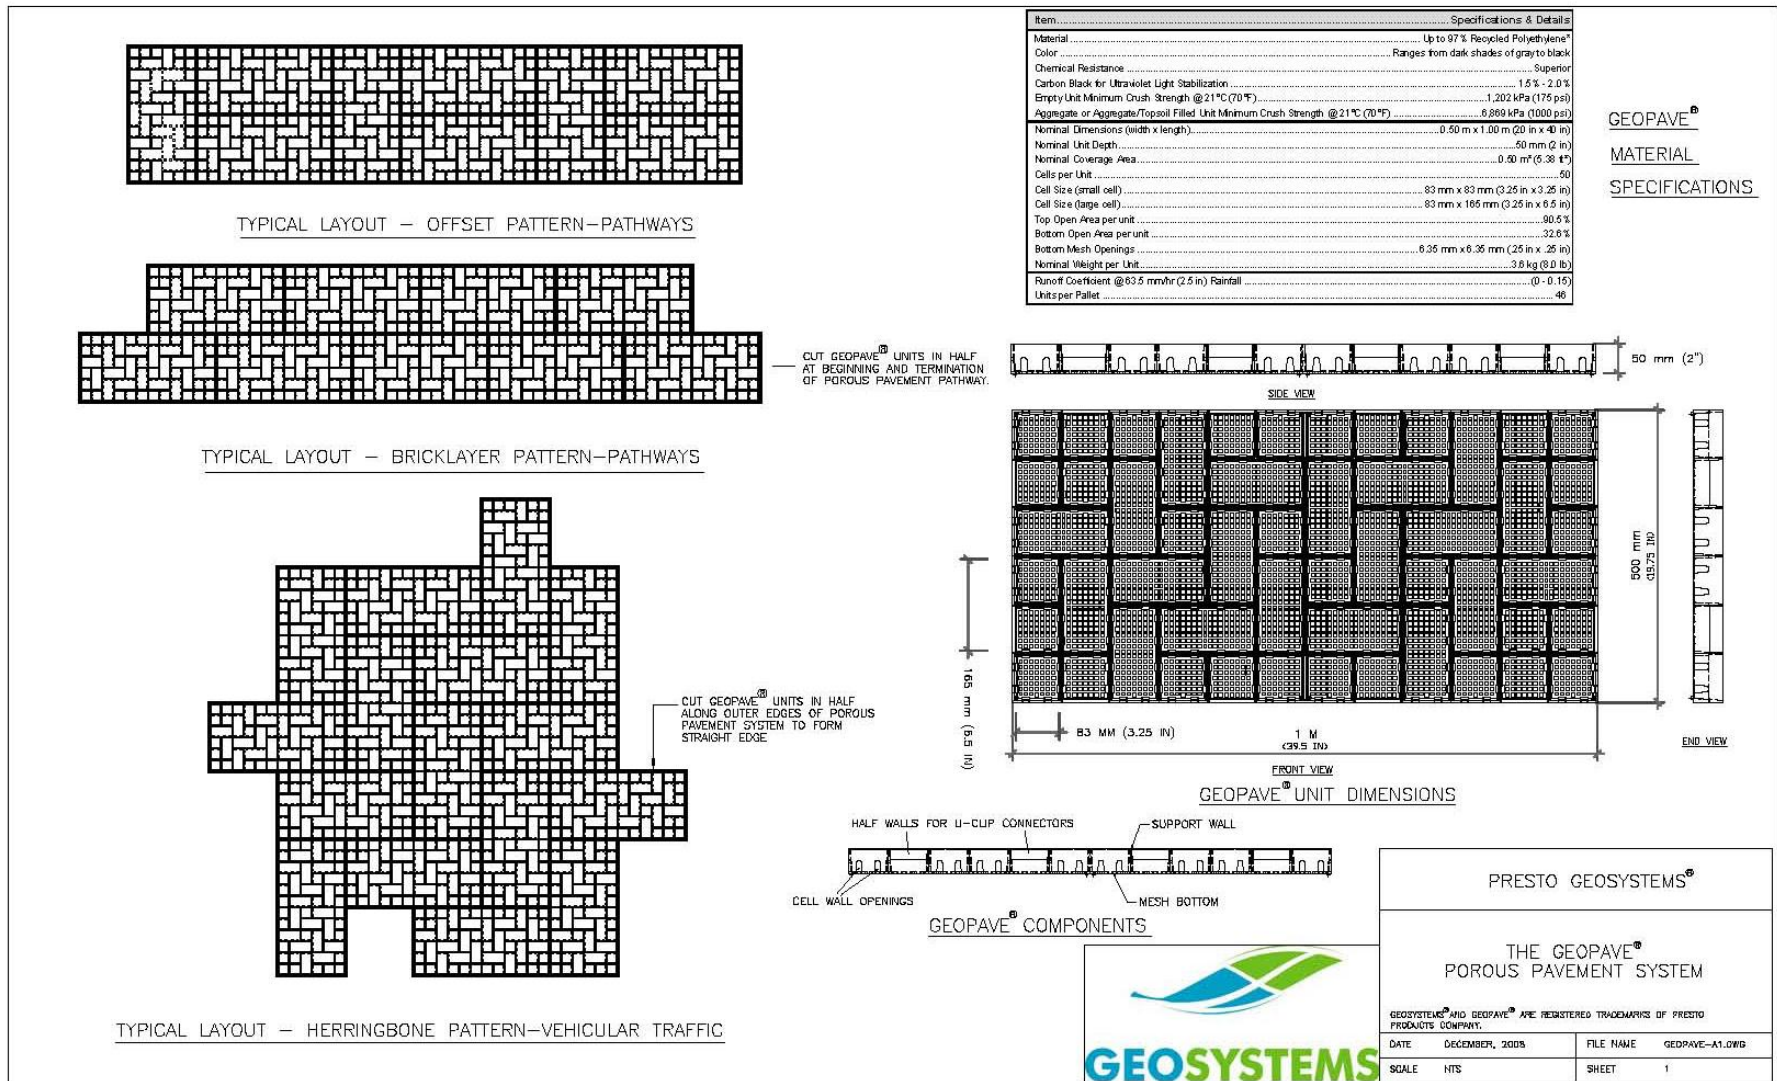 Item Specifications & Details
Material Up to 97% Recycled Polyethylene*
Color Ranges from dark shades of gray to black
Chemical Resistance Superior
Carbon Black for Ultraviolet Light Stabilization 1.5% - 2.0%
Empty Unit Minimum Crush Strength @ 21°C (70°F) 1,202 kPa (175 psi)
Aggregate or Aggregate/Topsoil Filled Unit Minimum Crush Strength @ 21°C (70°F) 6,869 kPa (1000 psi)
Nominal Dimensions (width x length) 0.50 m x 1.00 m (20 in x 40 in)
Nominal Unit Depth 50 mm (2 in)
Nominal Coverage Area 0.50 m² (5.38 ft²)
Cells per Unit 50
Cell Size (small cell) 83 mm x 83 mm (3.25 in x 3.25 in)
Cell Size (large cell) 83 mm x 165 mm (3.25 in x 6.5 in)
Top Open Area per unit 90.5%
Bottom Open Area per unit 32.6%
Bottom Mesh Openings 6.35 mm x 6.35 mm (.25 in x .25 in)
Nominal Weight per Unit 3.6 kg (8.0 lb)
Runoff Coefficient @ 63.5 mm/hr (2.5 in) Rainfall (0 - 0.15)
Units per Pallet 46
GEOPAVE®
MATERIAL
SPECIFICATIONS
TYPICAL LAYOUT – OFFSET PATTERN-PATHWAYS
CUT GEOPAVE® UNITS IN HALF
AT BEGINNING AND TERMINATION
OF POROUS PAVEMENT PATHWAY.
TYPICAL LAYOUT – BRICKLAYER PATTERN-PATHWAYS
50 mm (2")
SIDE VIEW
500 mm
(19.75 IN)
165 mm (6.5 IN)
83 MM (3.25 IN)
1 M
(39.5 IN)
FRONT VIEW
END VIEW
GEOPAVE® UNIT DIMENSIONS
CUT GEOPAVE® UNITS IN HALF
ALONG OUTER EDGES OF POROUS
PAVEMENT SYSTEM TO FORM
STRAIGHT EDGE
HALF WALLS FOR U-CLIP CONNECTORS
SUPPORT WALL
CELL WALL OPENINGS
MESH BOTTOM
GEOPAVE® COMPONENTS
TYPICAL LAYOUT – HERRINGBONE PATTERN-VEHICULAR TRAFFIC
GEOSYSTEMS
PRESTO GEOSYSTEMS®
THE GEOPAVE®
POROUS PAVEMENT SYSTEM
GEOSYSTEMS® AND GEOPAVE® ARE REGISTERED TRADEMARKS OF PRESTO
PRODUCTS COMPANY.
DATE DECEMBER, 2008 FILE NAME GEOPAVE-A1.DWG
SCALE NTS SHEET 1